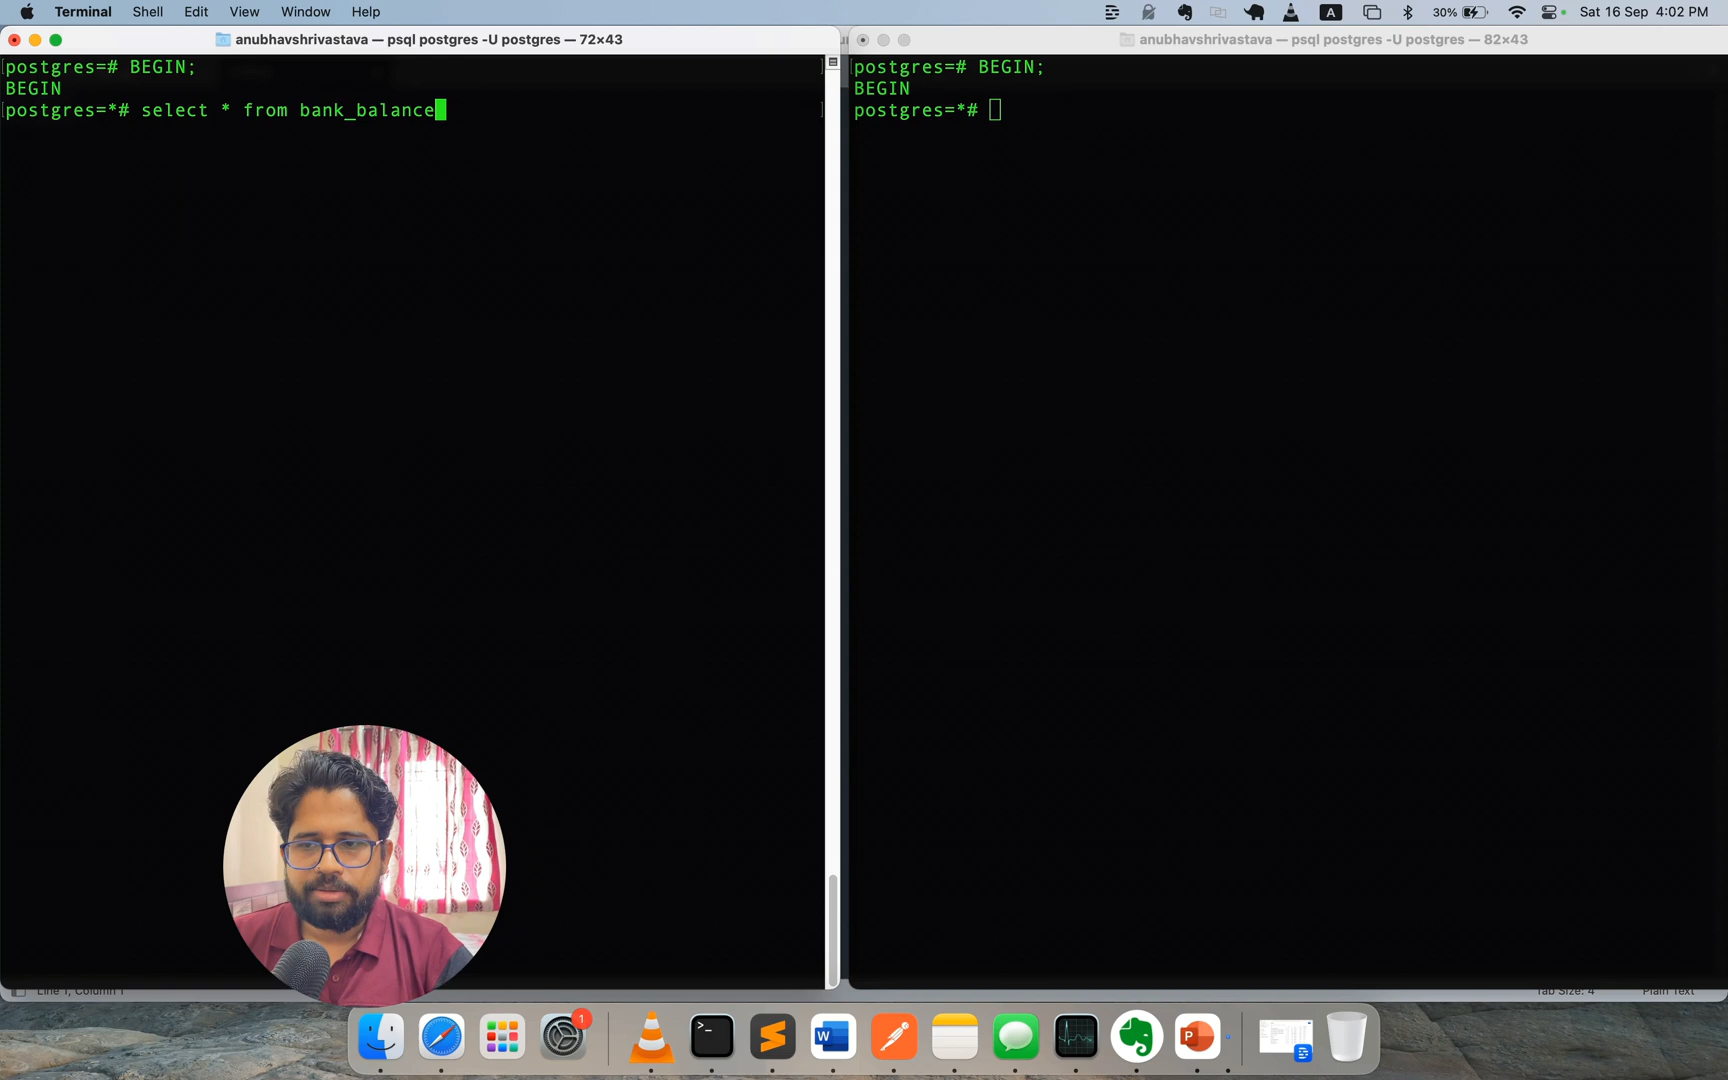 Terminal Shell Edit View Window Help
A 30% Sat 16 Sep 4:02 PM
anubhavshrivastava — psql postgres -U postgres — 72×43
anubhavshrivastava — psql postgres -U postgres — 82×43
postgres=# BEGIN;
BEGIN
postgres=*# select * from bank_balance
postgres=# BEGIN;
BEGIN
postgres=*#
Line 1, Column 1
Tab Size: 4 Plain Text
1
>_
W
P